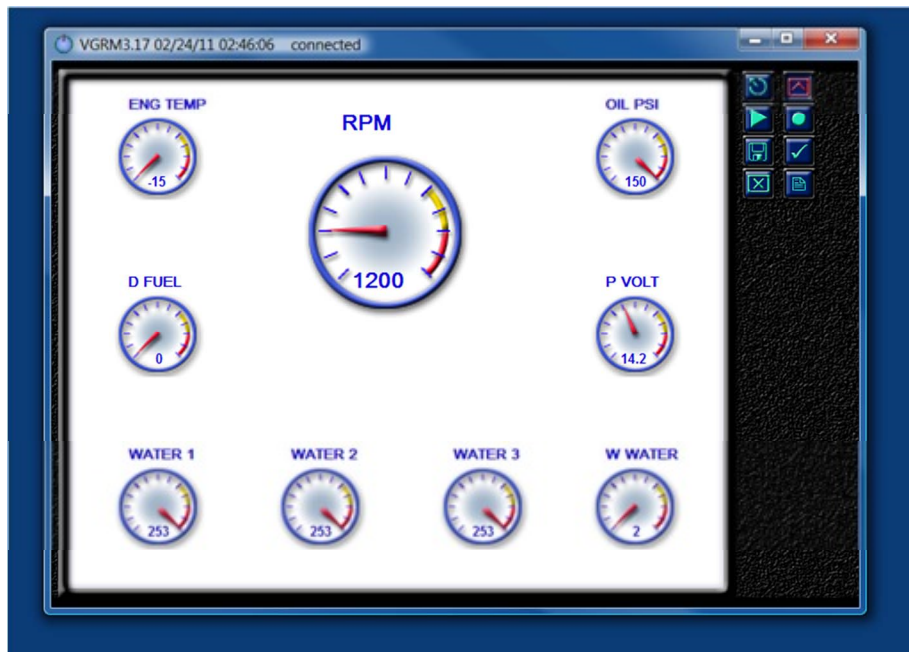 VGRM3.17 02/24/11 02:46:06 connected
ENG TEMP
-15
RPM
1200
OIL PSI
150
D FUEL
0
P VOLT
14.2
WATER 1
253
WATER 2
253
WATER 3
253
W WATER
2